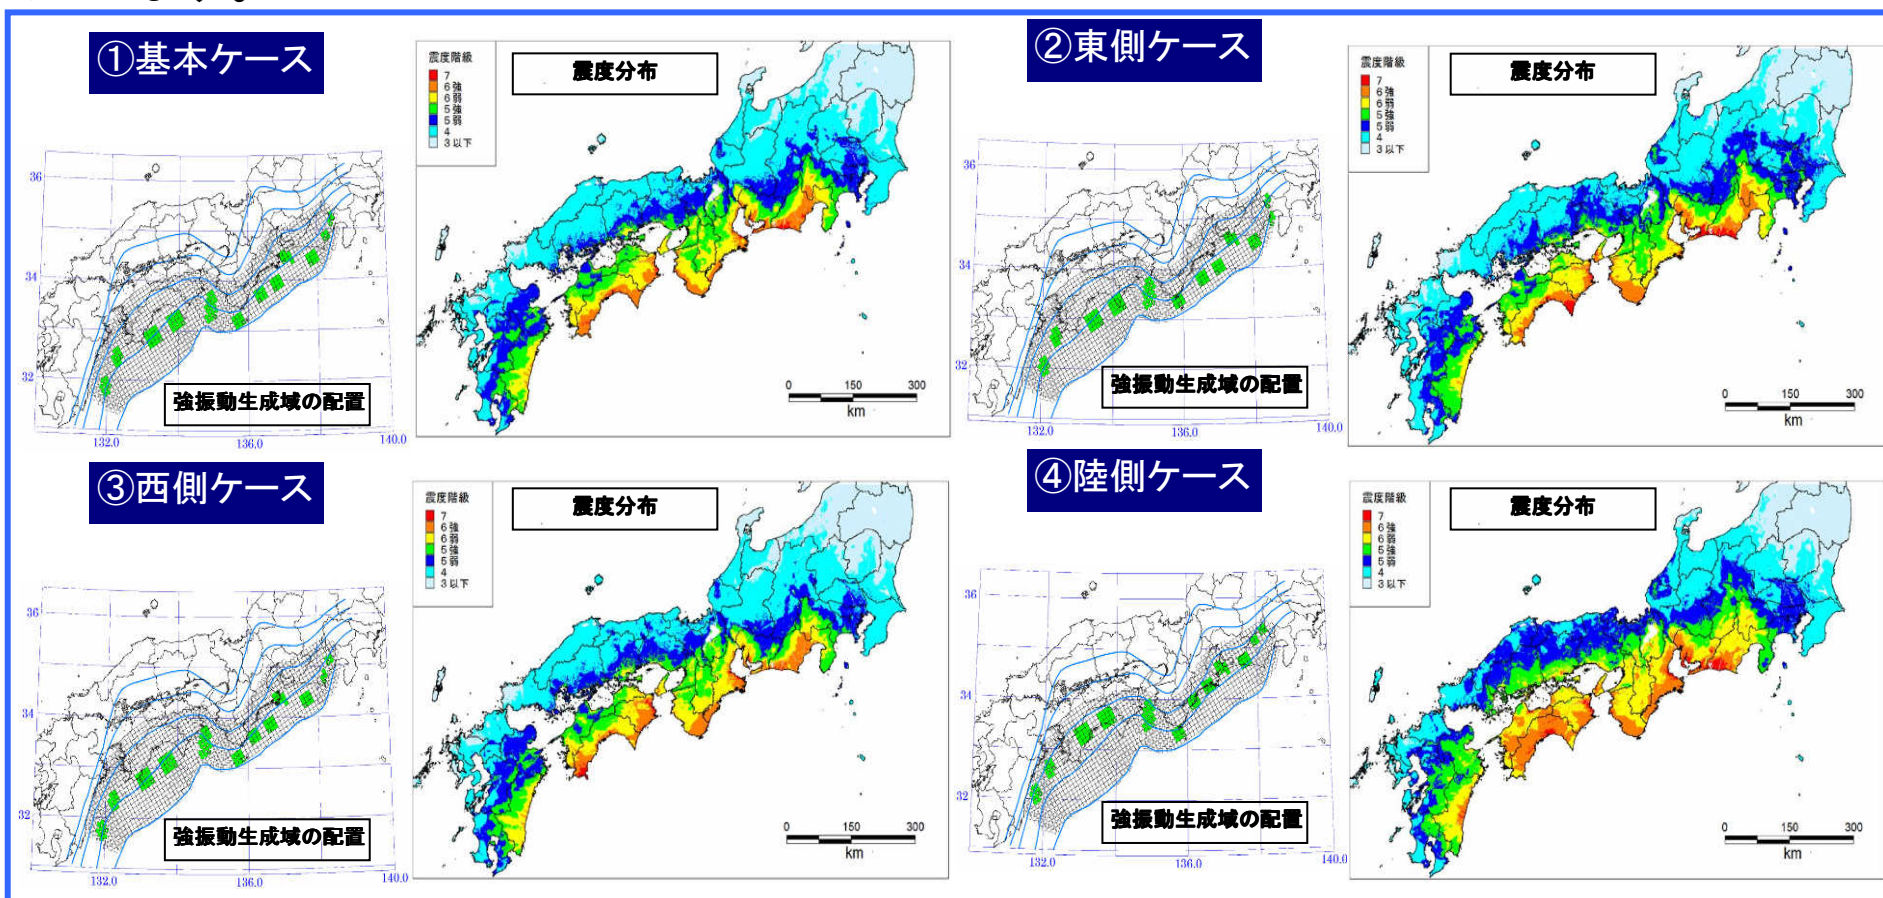 ①基本ケース
震度階級
7
6強
6弱
5強
5弱
4
3以下
震度分布
36
34
32
132.0
136.0
140.0
強振動生成域の配置
0 150 300
km
②東側ケース
震度階級
7
6強
6弱
5強
5弱
4
3以下
震度分布
36
34
32
132.0
136.0
140.0
強振動生成域の配置
0 150 300
km
③西側ケース
震度階級
7
6強
6弱
5強
5弱
4
3以下
震度分布
36
34
32
132.0
136.0
140.0
強振動生成域の配置
0 150 300
km
④陸側ケース
震度階級
7
6強
6弱
5強
5弱
4
3以下
震度分布
36
34
32
132.0
136.0
140.0
強振動生成域の配置
0 150 300
km